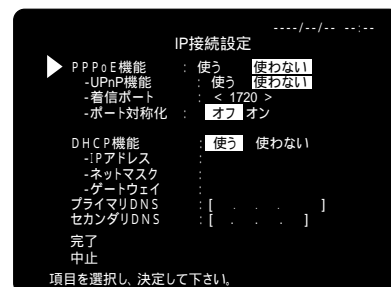 ----/--/-- --:--
IP接続設定
PPPoE機能 : 使う 使わない
-UPnP機能 : 使う 使わない
-着信ポート : < 1720 >
-ポート対称化 : オフ オン
DHCP機能 : 使う 使わない
-IPアドレス :
-ネットマスク :
-ゲートウェイ :
プライマリDNS : [ . . . ]
セカンダリDNS : [ . . . ]
完了
中止
項目を選択し、決定して下さい。